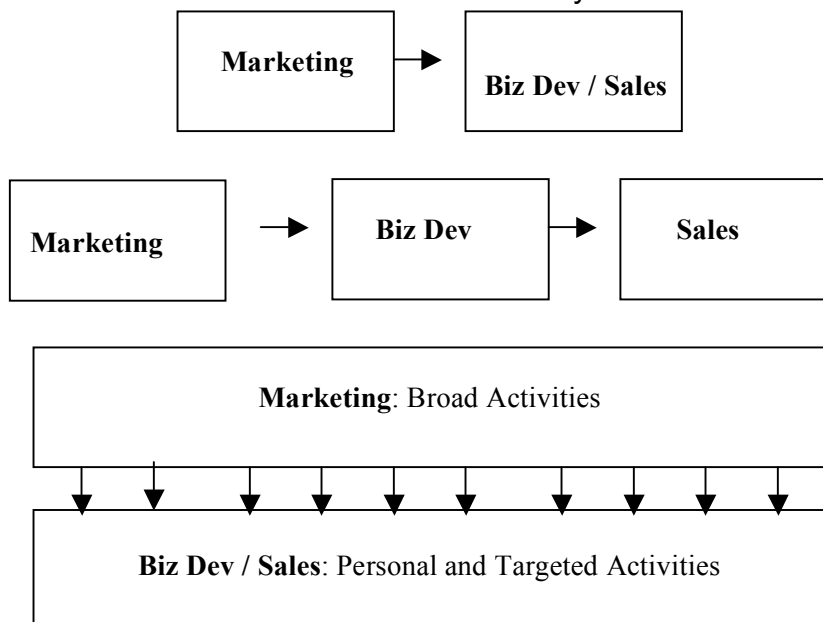 Marketing
Biz Dev / Sales
Marketing
Biz Dev
Sales
Marketing: Broad Activities
Biz Dev / Sales: Personal and Targeted Activities